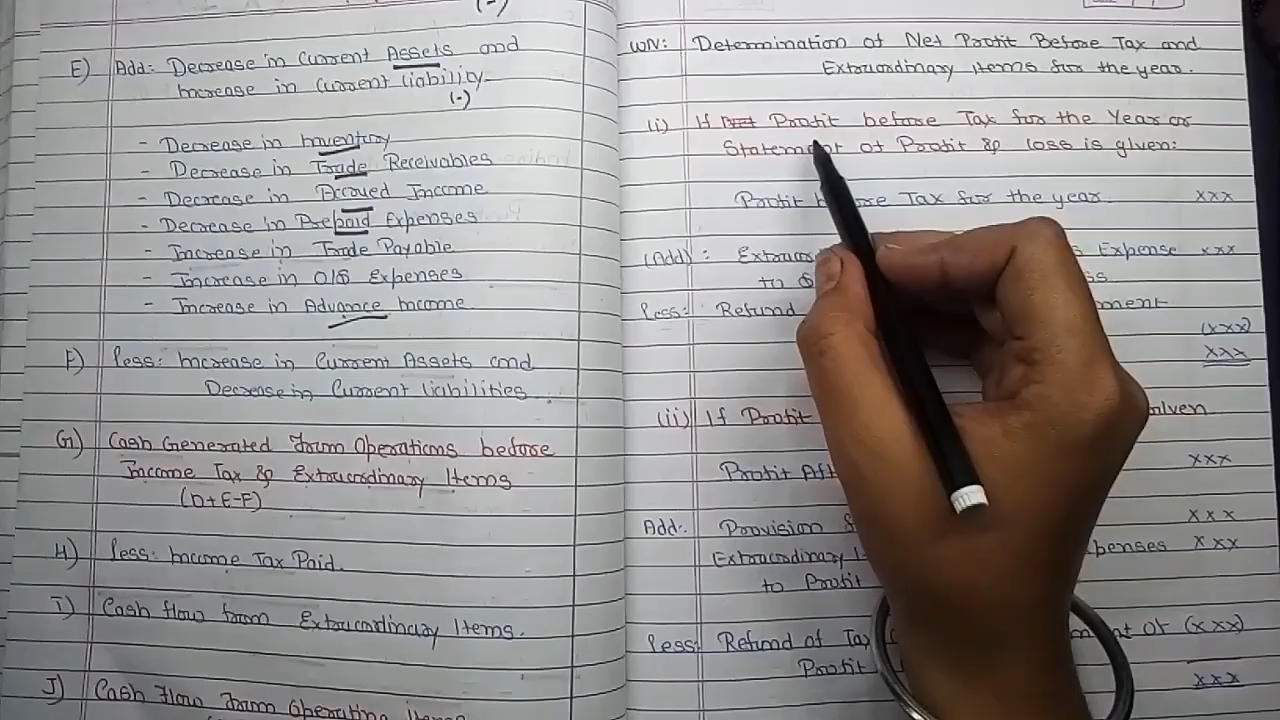 (-)
E) Add: Decrease in Current Assets and
Increase in Current liability
(-)
- Decrease in Inventory
- Decrease in Trade Receivables
- Decrease in Accrued Income
- Decrease in Prepaid Expenses
- Increase in Trade Payable
- Increase in O/S Expenses
- Increase in Advance Income
F) less: Increase in Current Assets and
Decrease in Current liabilities
G) Cash Generated from Operations before
Income Tax & Extraordinary Items
(D+E-F)
H) less: Income Tax Paid.
I) Cash flow from Extraordinary Items.
J) Cash Flow from Operating items
WN: Determination of Net Profit Before Tax and
Extraordinary Items for the year.
(i) If Profit before Tax for the Year or
Statement of Profit & loss is given:
Profit Tax for the year xxx
(Add): Expense xxx
to
less: Refund
(xxx)
xxx
(ii) If Profit given
Profit xxx
Add: Provision xxx
Extraordinary xxx
to Profit
less: Refund of Tax of (xxx)
Profit
xxx